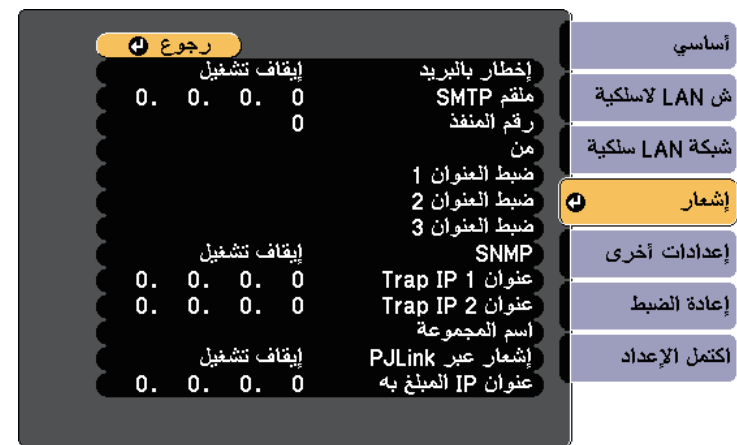 أساسي
ش LAN لاسلكية
شبكة LAN سلكية
إشعار
إعدادات أخرى
إعادة الضبط
اكتمل الإعداد
رجوع
إخطار بالبريد إيقاف تشغيل
ملقم SMTP 0. 0. 0. 0
رقم المنفذ 0
من
ضبط العنوان 1
ضبط العنوان 2
ضبط العنوان 3
SNMP إيقاف تشغيل
عنوان Trap IP 1 0. 0. 0. 0
عنوان Trap IP 2 0. 0. 0. 0
اسم المجموعة
إشعار عبر PJLink إيقاف تشغيل
عنوان IP المبلغ به 0. 0. 0. 0